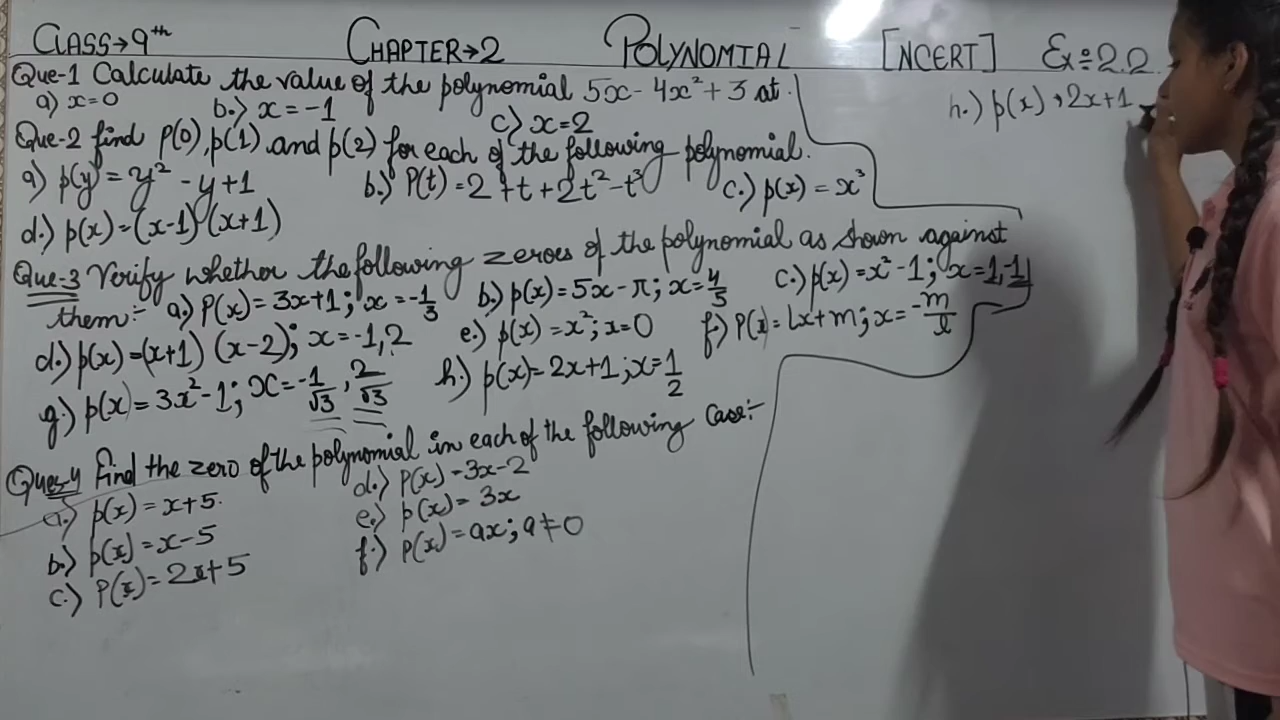 CLASS→9th CHAPTER→2 POLYNOMIAL [NCERT] Ex÷2.2
Que-1 Calculate the value of the polynomial 5x-4x²+3 at.
a) x=0 b.) x=-1 c) x=2
Que-2 find P(0), p(1) and p(2) for each of the following polynomial.
a) p(y)=y²-y+1 b.) P(t)=2+t+2t²-t³ c.) p(x)=x³
d.) p(x)=(x-1)(x+1)
Que-3 Verify whether the following zeroes of the polynomial as shown against
them:- a.) P(x)=3x+1; x=-1/3 b.) p(x)=5x-π; x=4/5 c.) p(x)=x²-1; x=1,-1
d.) p(x)=(x+1)(x-2); x=-1,2 e.) p(x)=x²; x=0 f.) P(x)=lx+m; x=-m/l
g.) p(x)=3x²-1; x=-1/√3, 2/√3 h.) p(x)=2x+1; x=1/2
Ques-4 Find the zero of the polynomial in each of the following case:-
a.) p(x)=x+5. d.) P(x)=3x-2
b.) p(x)=x-5 e.) p(x)=3x
c.) P(x)=2x+5 f.) P(x)=ax; a≠0
h.) p(x)=2x+1